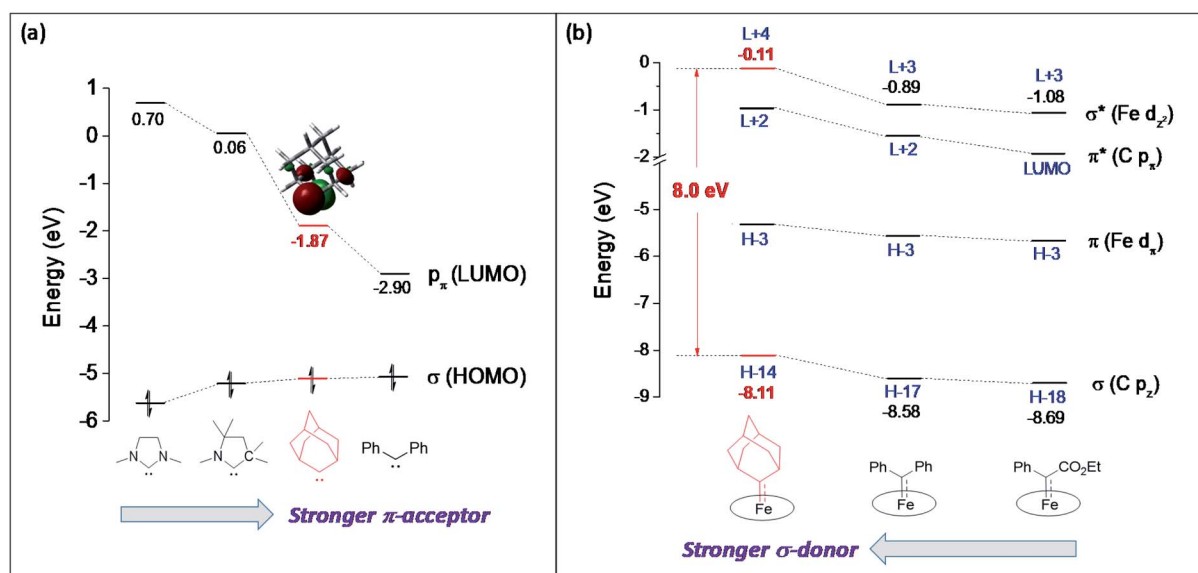 (a)
Energy (eV)
1
0
-1
-2
-3
-4
-5
-6
0.70
0.06
-1.87
-2.90
pπ (LUMO)
σ (HOMO)
N N
N C
Ph Ph
Stronger π-acceptor
(b)
Energy (eV)
0
-1
-2
-5
-6
-7
-8
-9
L+4
-0.11
L+3
-0.89
L+3
-1.08
σ* (Fe dz²)
L+2
L+2
LUMO
π* (C pπ)
8.0 eV
H-3
H-3
H-3
π (Fe dπ)
H-14
-8.11
H-17
-8.58
H-18
-8.69
σ (C pz)
Fe
Ph Ph
Fe
Ph CO2Et
Fe
Stronger σ-donor